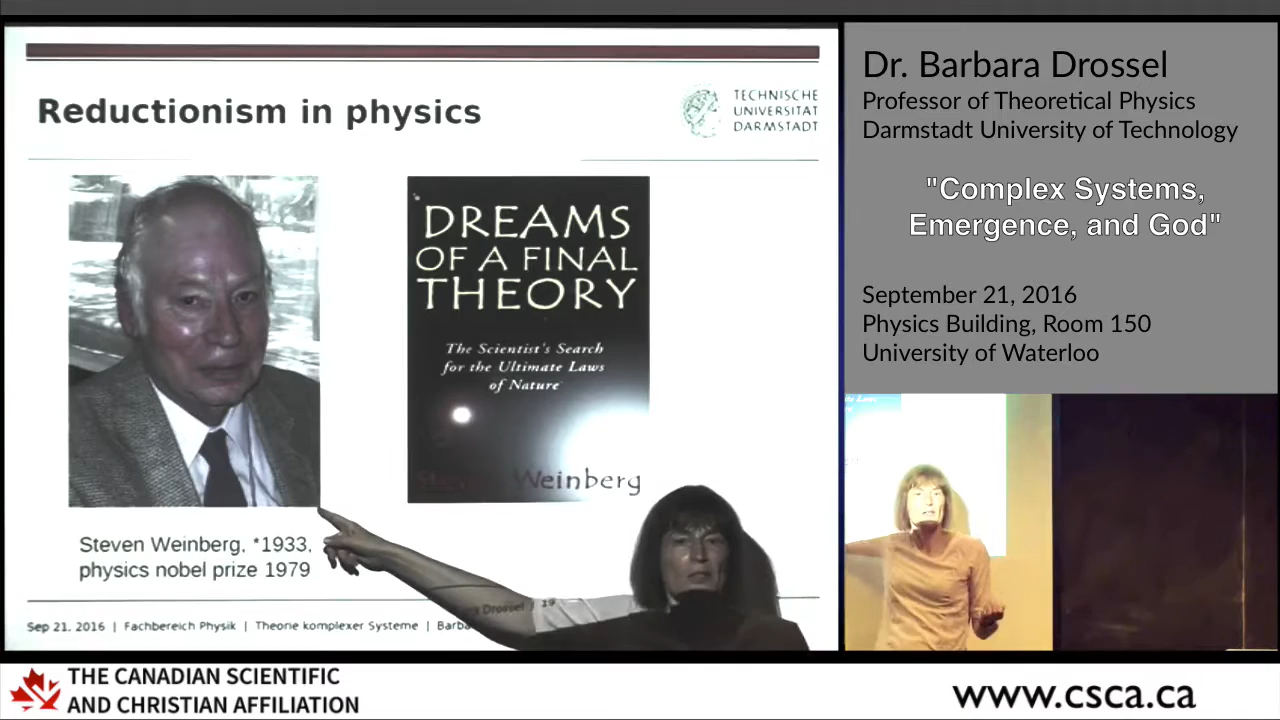 Reductionism in physics
TECHNISCHE
UNIVERSITÄT
DARMSTADT
DREAMS
OF A FINAL
THEORY
The Scientist's Search
for the Ultimate Laws
of Nature
Weinberg
Steven Weinberg, *1933,
physics nobel prize 1979
Drossel | 19
Sep 21, 2016 | Fachbereich Physik | Theorie komplexer Systeme | Barba
Dr. Barbara Drossel
Professor of Theoretical Physics
Darmstadt University of Technology
"Complex Systems,
Emergence, and God"
September 21, 2016
Physics Building, Room 150
University of Waterloo
THE CANADIAN SCIENTIFIC
AND CHRISTIAN AFFILIATION
www.csca.ca